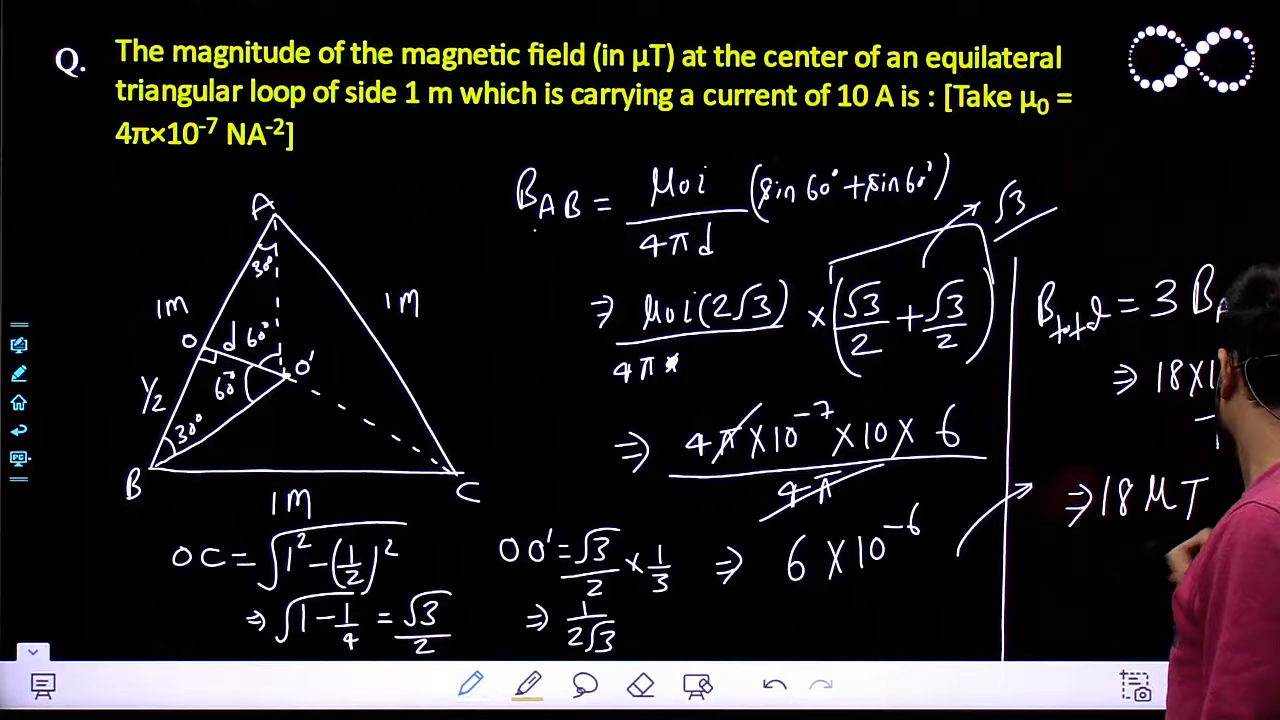 Q. The magnitude of the magnetic field (in μT) at the center of an equilateral
triangular loop of side 1 m which is carrying a current of 10 A is : [Take μ₀ =
4π×10⁻⁷ NA⁻²]
A
30°
1M
1M
O
d
60°
60°
O'
1/2
30°
B
C
1M
OC = √(1² - (1/2)²)
⇒ √(1 - 1/4) = √3/2
OO' = √3/2 × 1/3
⇒ 1/2√3
B_AB = μ₀i/4πd (sin 60° + sin 60°)
√3
⇒ μ₀i(2√3)/4π × (√3/2 + √3/2)
⇒ 4π×10⁻⁷×10×6/4π
⇒ 6×10⁻⁶
B_total = 3 B
⇒ 18×1
⇒ 18 μT